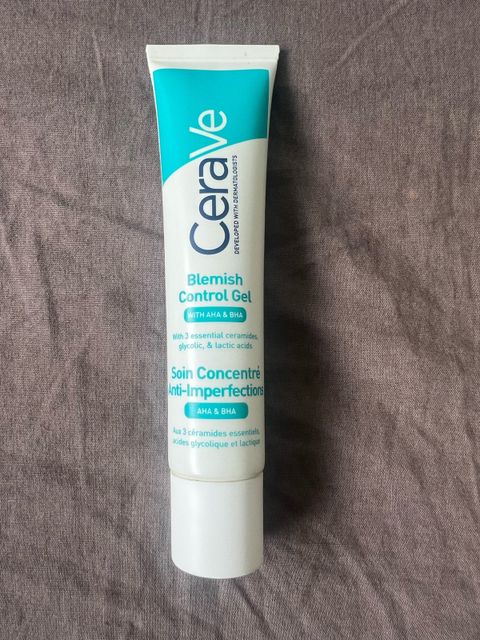 CeraVe
DEVELOPED WITH DERMATOLOGISTS
Blemish
Control Gel
WITH AHA & BHA
With 3 essential ceramides,
glycolic, & lactic acids
Soin Concentré
Anti-Imperfections
AHA & BHA
Aux 3 céramides essentiels,
acides glycolique et lactique